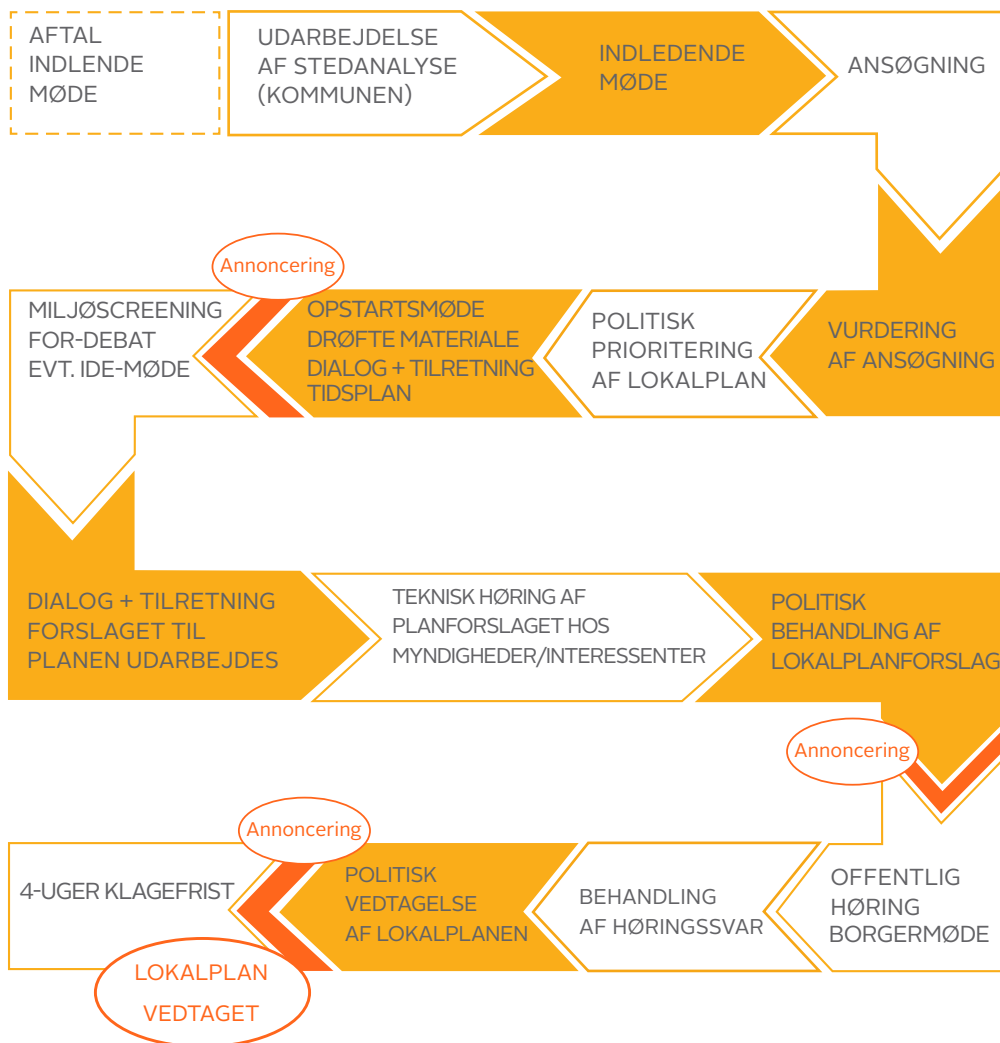 AFTAL
INDLENDE
MØDE
UDARBEJDELSE
AF STEDANALYSE
(KOMMUNEN)
INDLEDENDE
MØDE
ANSØGNING
VURDERING
AF ANSØGNING
POLITISK
PRIORITERING
AF LOKALPLAN
OPSTARTSMØDE
DRØFTE MATERIALE
DIALOG + TILRETNING
TIDSPLAN
Annoncering
MILJØSCREENING
FOR-DEBAT
EVT. IDE-MØDE
DIALOG + TILRETNING
FORSLAGET TIL
PLANEN UDARBEJDES
TEKNISK HØRING AF
PLANFORSLAGET HOS
MYNDIGHEDER/INTERESSENTER
POLITISK
BEHANDLING AF
LOKALPLANFORSLAG
Annoncering
OFFENTLIG
HØRING
BORGERMØDE
BEHANDLING
AF HØRINGSSVAR
POLITISK
VEDTAGELSE
AF LOKALPLANEN
Annoncering
4-UGER KLAGEFRIST
LOKALPLAN
VEDTAGET